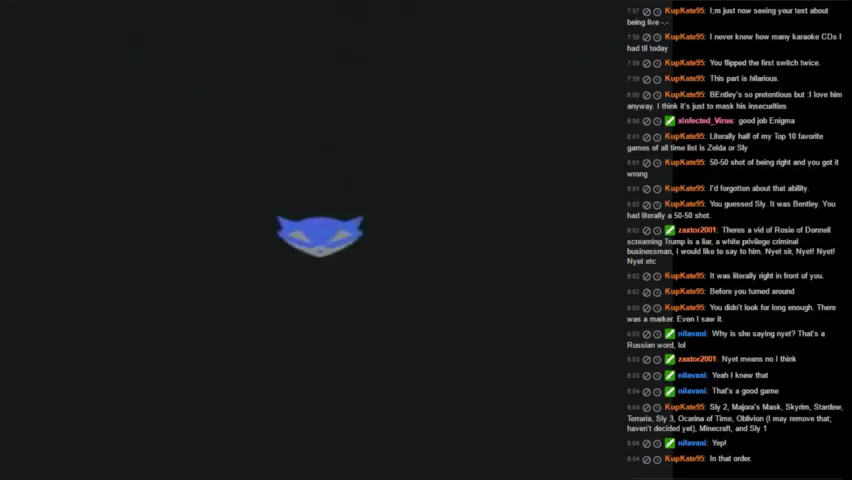 7:57 KupKate95: I;m just now seeing your text about
being live -.-
7:58 KupKate95: I never knew how many karaoke CDs I
had til today
7:59 KupKate95: You flipped the first switch twice.
7:59 KupKate95: This part is hilarious.
8:00 KupKate95: BEntley's so pretentious but :I love him
anyway. I think it's just to mask his insecurities
8:00 xInfected_Virus: good job Enigma
8:01 KupKate95: Literally half of my Top 10 favorite
games of all time list is Zelda or Sly
8:01 KupKate95: 50-50 shot of being right and you got it
wrong
8:01 KupKate95: I'd forgotten about that ability.
8:02 KupKate95: You guessed Sly. It was Bentley. You
had literally a 50-50 shot.
8:02 zaxtor2001: Theres a vid of Rosie of Donnell
screaming Trump is a liar, a white privilege criminal
businessman, I would like to say to him. Nyet sir, Nyet! Nyet!
Nyet etc
8:02 KupKate95: It was literally right in front of you.
8:02 KupKate95: Before you turned around
8:03 KupKate95: You didn't look for long enough. There
was a marker. Even I saw it.
8:03 nilavani: Why is she saying nyet? That's a
Russian word, lol
8:03 zaxtor2001: Nyet means no I think
8:03 nilavani: Yeah I knew that
8:04 nilavani: That's a good game
8:04 KupKate95: Sly 2, Majora's Mask, Skyrim, Stardew,
Terraria, Sly 3, Ocarina of Time, Oblivion (I may remove that;
haven't decided yet), Minecraft, and Sly 1
8:04 nilavani: Yep!
8:04 KupKate95: In that order.